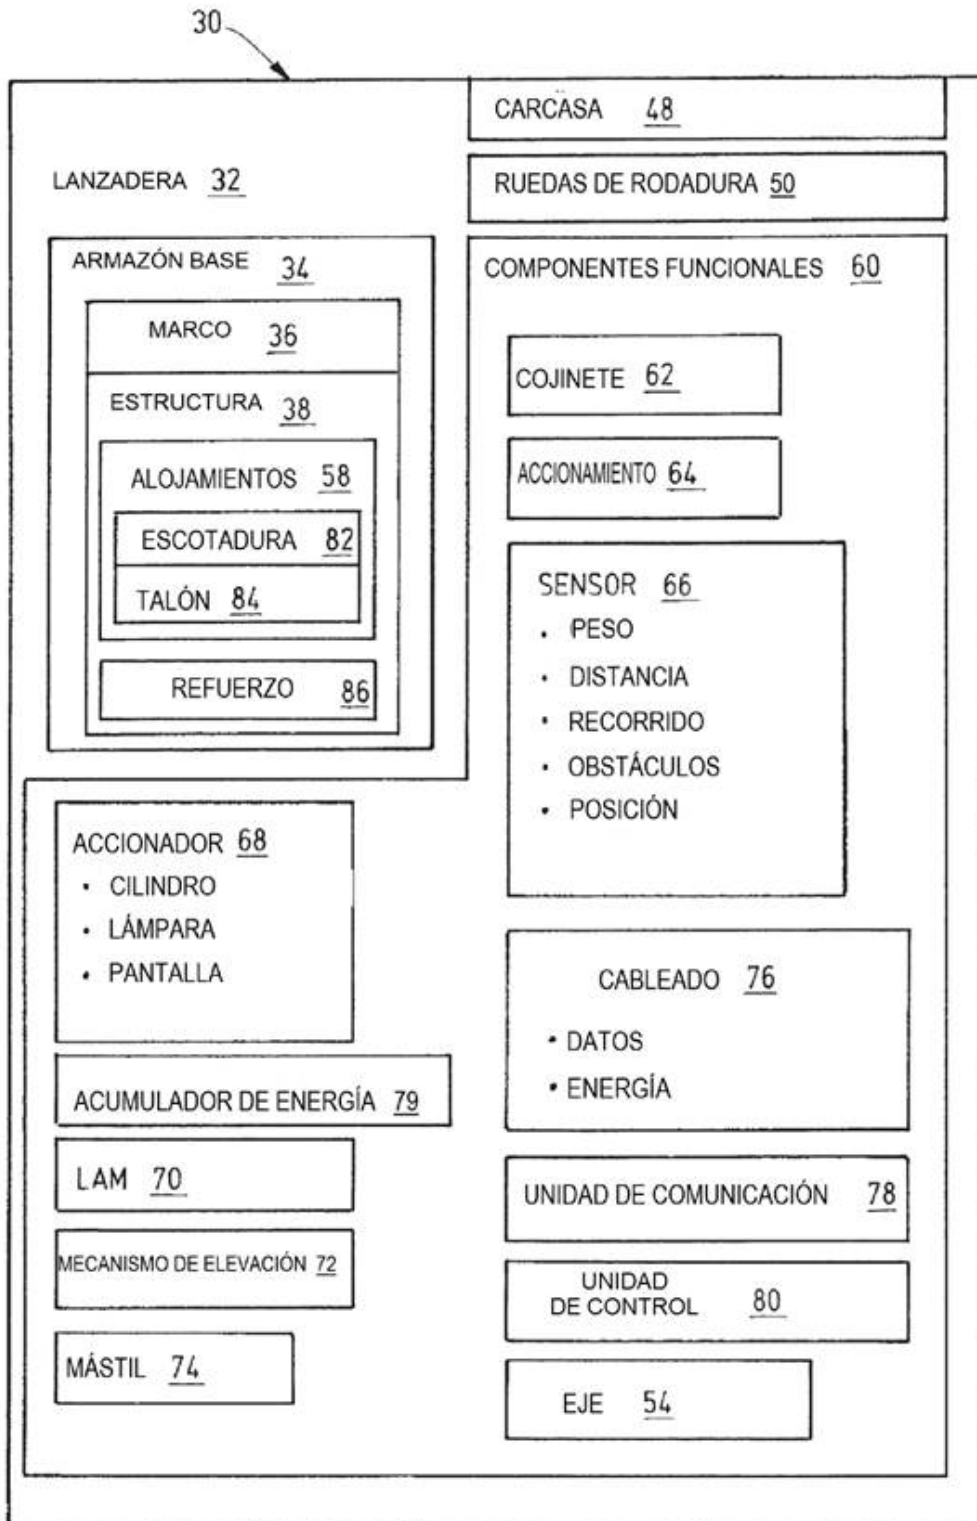 30
CARCASA 48
LANZADERA 32
RUEDAS DE RODADURA 50
ARMAZÓN BASE 34
MARCO 36
ESTRUCTURA 38
ALOJAMIENTOS 58
ESCOTADURA 82
TALÓN 84
REFUERZO 86
COMPONENTES FUNCIONALES 60
COJINETE 62
ACCIONAMIENTO 64
SENSOR 66
• PESO
• DISTANCIA
• RECORRIDO
• OBSTÁCULOS
• POSICIÓN
ACCIONADOR 68
• CILINDRO
• LÁMPARA
• PANTALLA
ACUMULADOR DE ENERGÍA 79
LAM 70
MECANISMO DE ELEVACIÓN 72
MÁSTIL 74
CABLEADO 76
• DATOS
• ENERGÍA
UNIDAD DE COMUNICACIÓN 78
UNIDAD
DE CONTROL 80
EJE 54